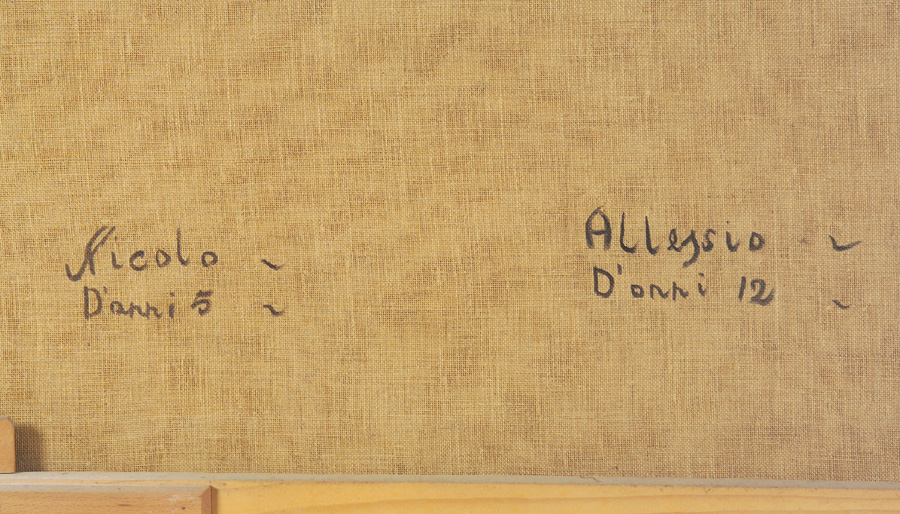 Nicolo ~
D'anni 5 ~
Allessio ~
D'anni 12 ~